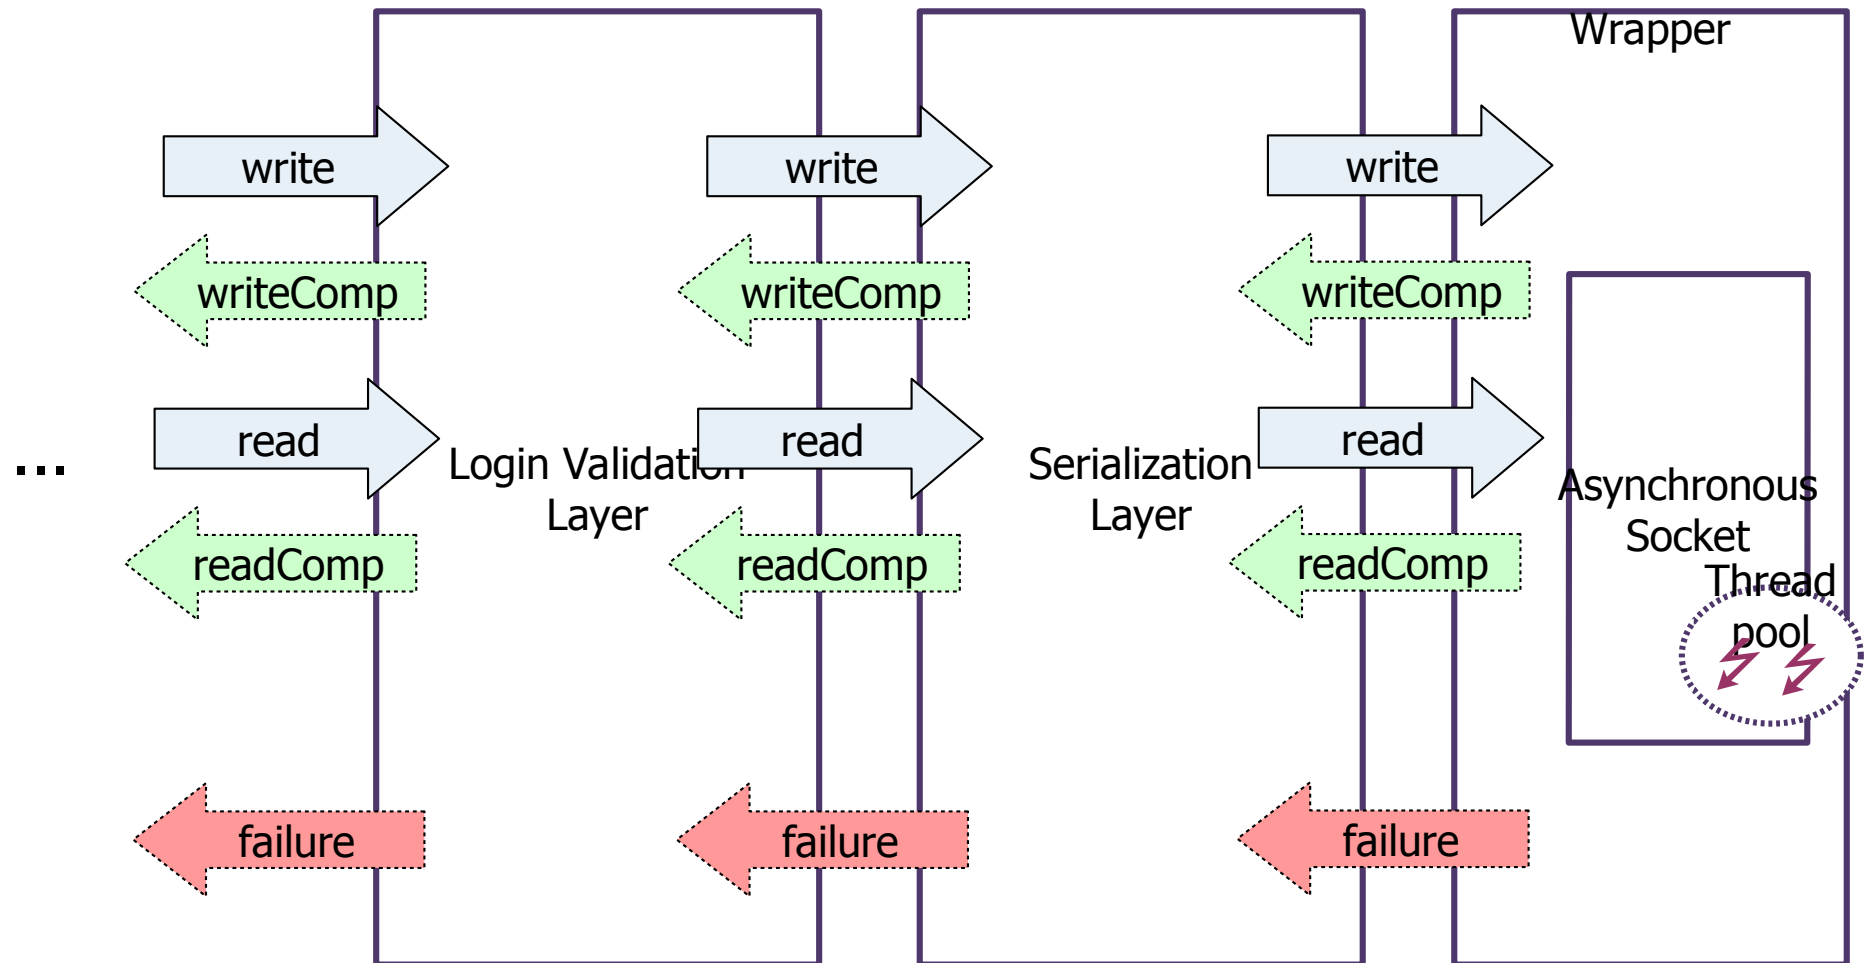 Wrapper
write
write
write
writeComp
writeComp
writeComp
read
read
read
...
Login Validation
Layer
Serialization
Layer
Asynchronous
Socket
readComp
readComp
readComp
Thread
pool
failure
failure
failure